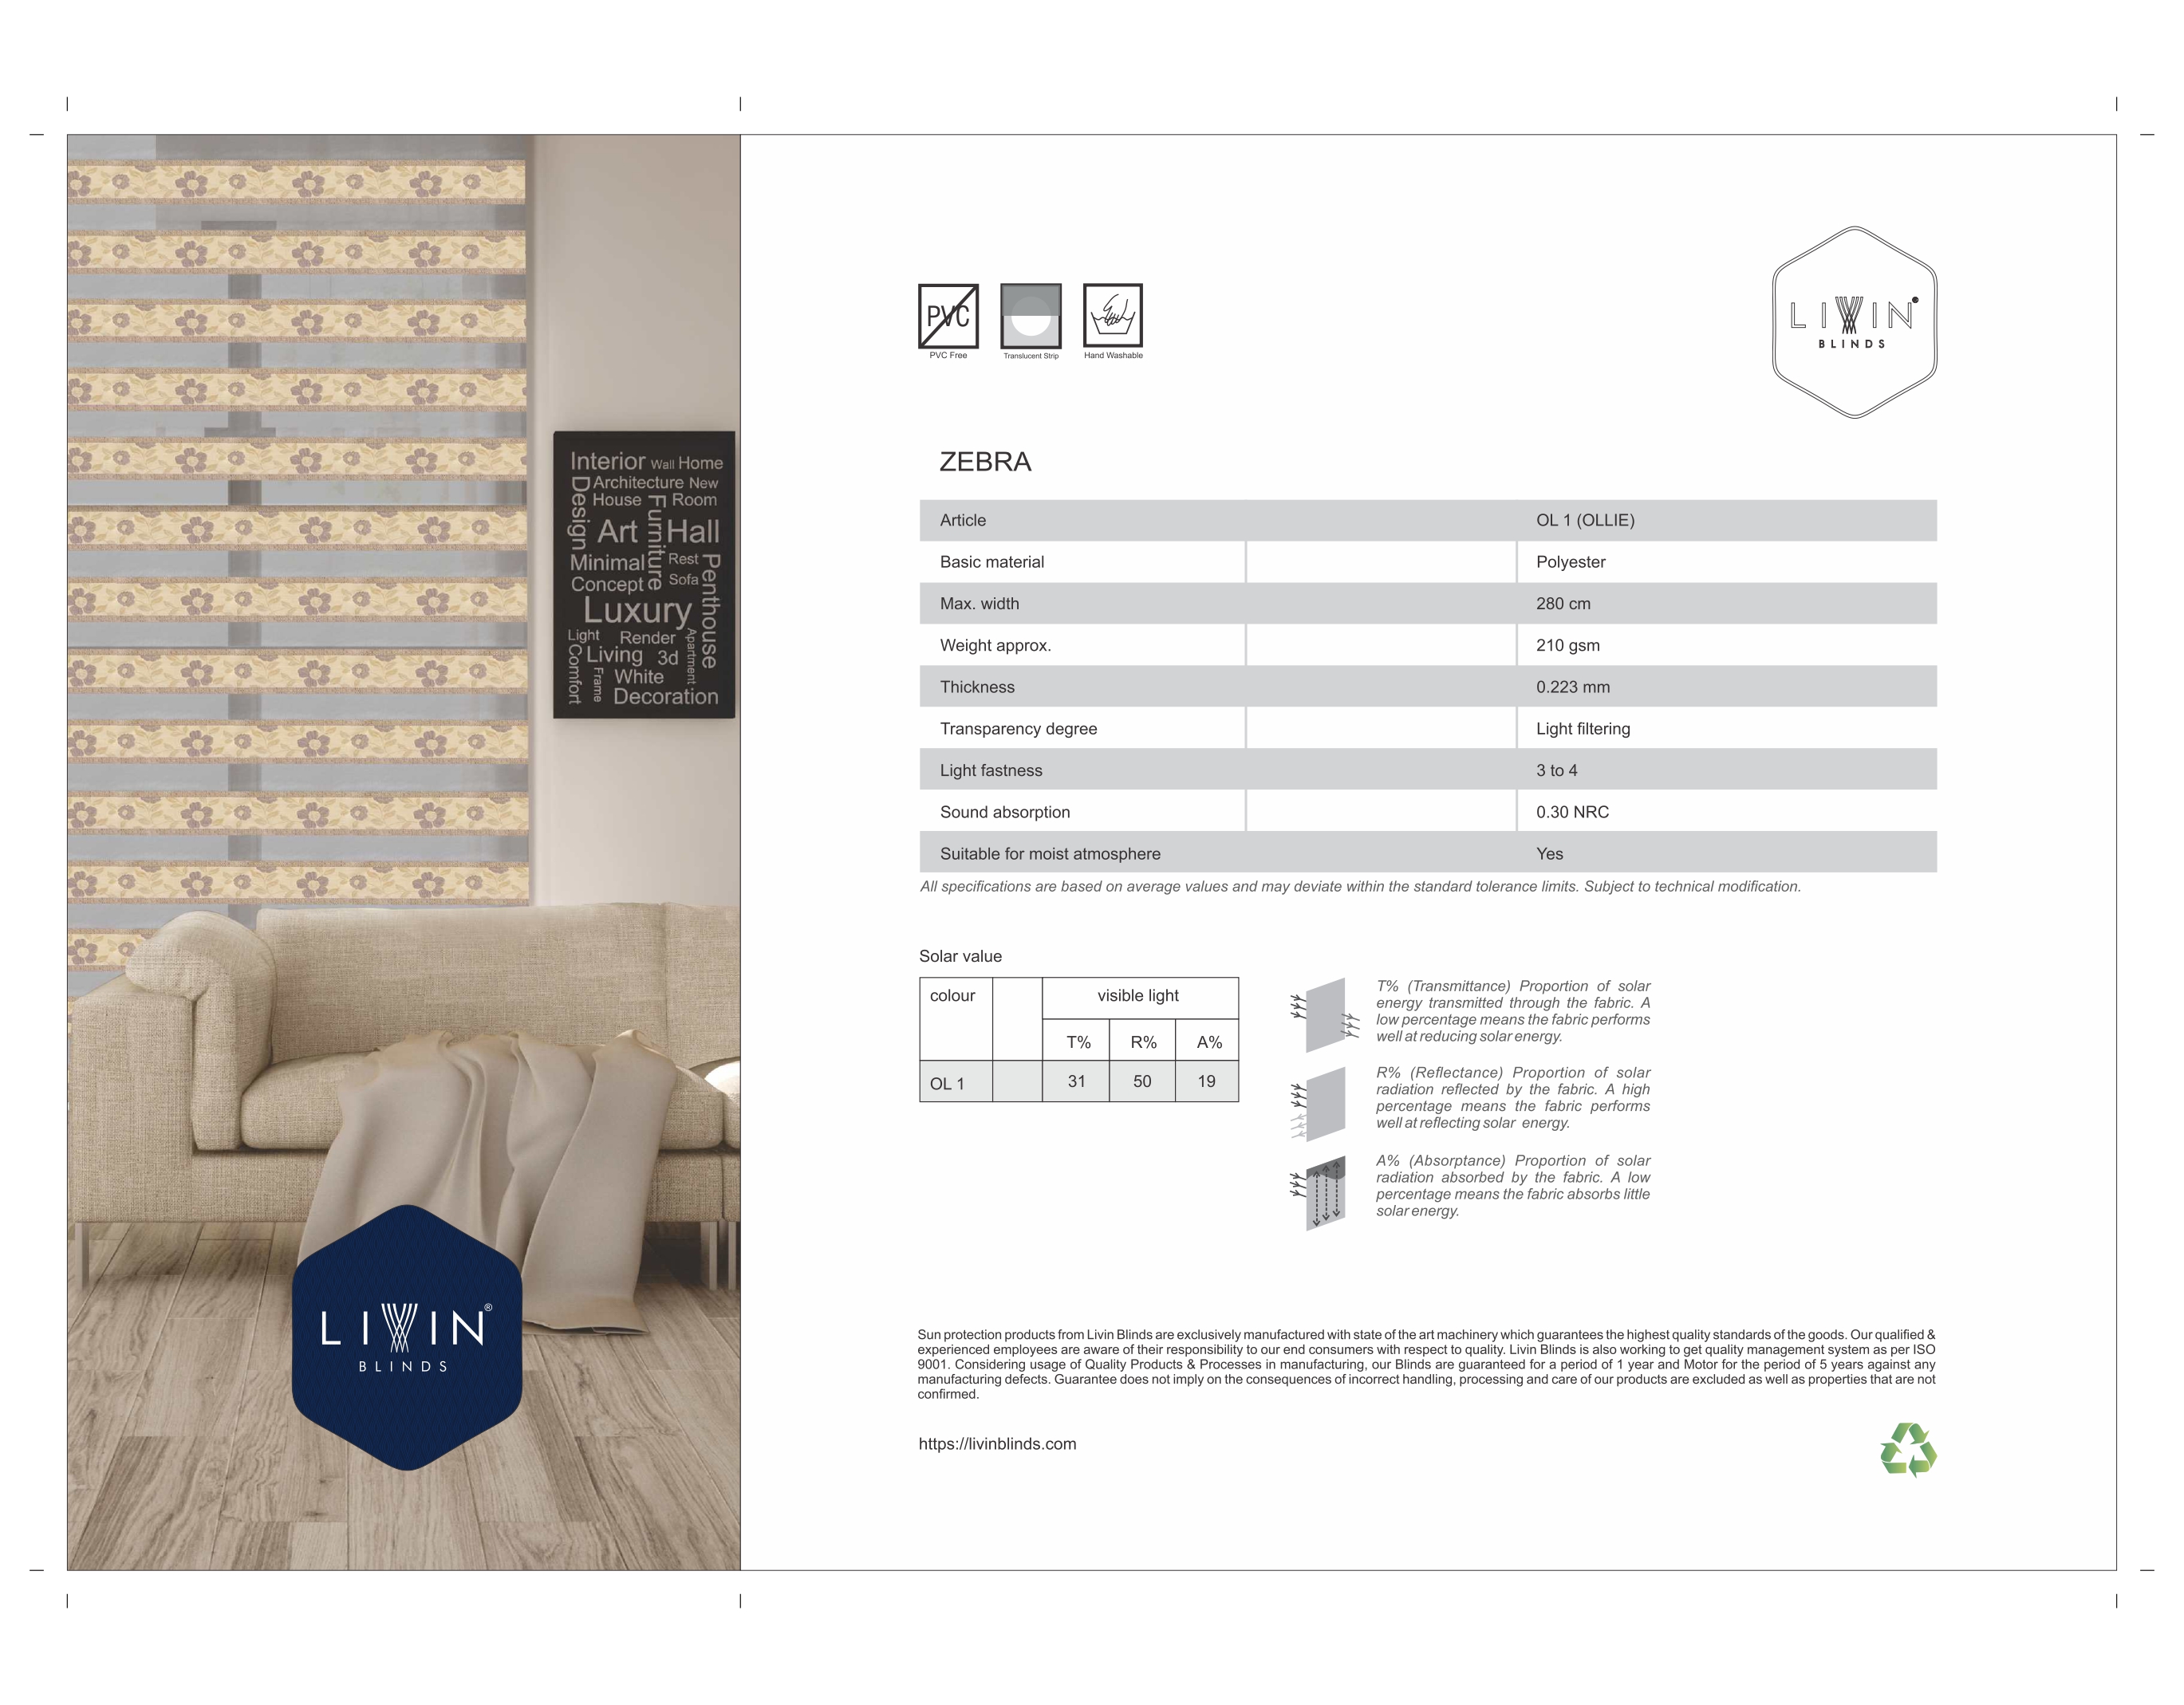 Interior Wall Home
Design
Architecture New
House
Furniture
Room
Art
Hall
Minimal
Rest
Penthouse
Concept
Sofa
Luxury
Light
Render
Apartment
Comfort
Living
3d
Frame
White
Decoration
LIVIN®
BLINDS
PVC
PVC Free
Translucent Strip
Hand Washable
LIVIN®
BLINDS
ZEBRA
Article OL 1 (OLLIE)
Basic material Polyester
Max. width 280 cm
Weight approx. 210 gsm
Thickness 0.223 mm
Transparency degree Light filtering
Light fastness 3 to 4
Sound absorption 0.30 NRC
Suitable for moist atmosphere Yes
All specifications are based on average values and may deviate within the standard tolerance limits. Subject to technical modification.
Solar value
colour visible light
T% R% A%
OL 1 31 50 19
T% (Transmittance) Proportion of solar
energy transmitted through the fabric. A
low percentage means the fabric performs
well at reducing solar energy.
R% (Reflectance) Proportion of solar
radiation reflected by the fabric. A high
percentage means the fabric performs
well at reflecting solar energy.
A% (Absorptance) Proportion of solar
radiation absorbed by the fabric. A low
percentage means the fabric absorbs little
solar energy.
Sun protection products from Livin Blinds are exclusively manufactured with state of the art machinery which guarantees the highest quality standards of the goods. Our qualified &
experienced employees are aware of their responsibility to our end consumers with respect to quality. Livin Blinds is also working to get quality management system as per ISO
9001. Considering usage of Quality Products & Processes in manufacturing, our Blinds are guaranteed for a period of 1 year and Motor for the period of 5 years against any
manufacturing defects. Guarantee does not imply on the consequences of incorrect handling, processing and care of our products are excluded as well as properties that are not
confirmed.
https://livinblinds.com